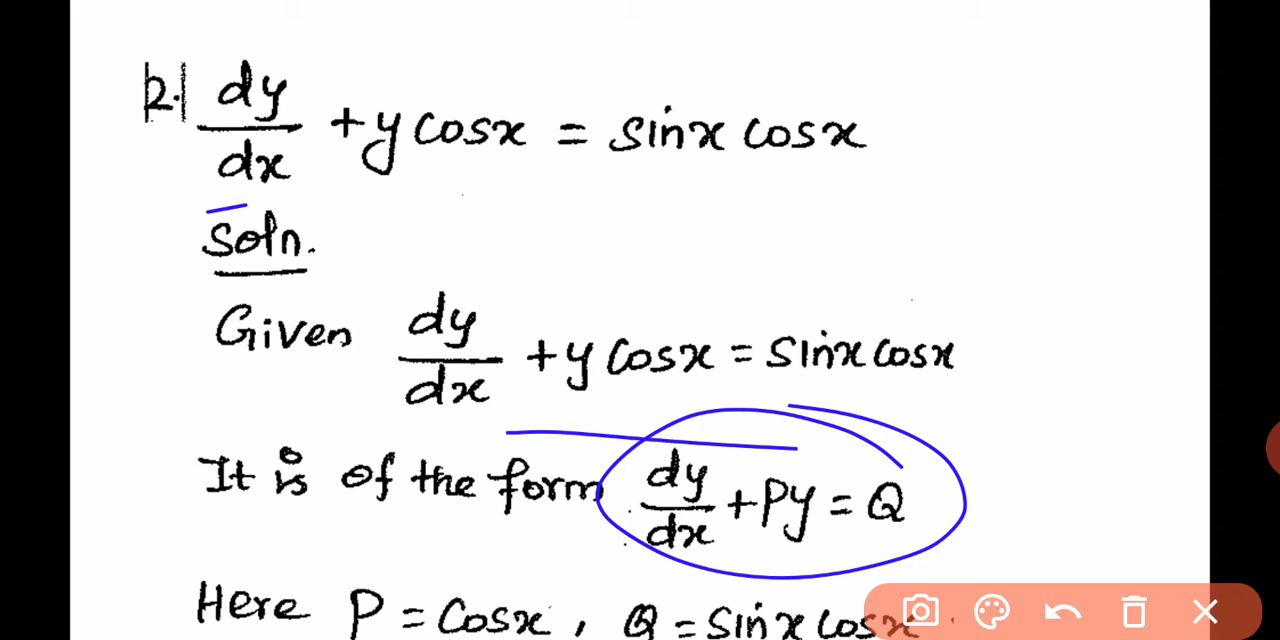 2. dy/dx + y cosx = sinx cosx
Soln.
Given dy/dx + y cosx = sinx cosx
It is of the form dy/dx + Py = Q
Here P = Cosx, Q = sinx cosx.